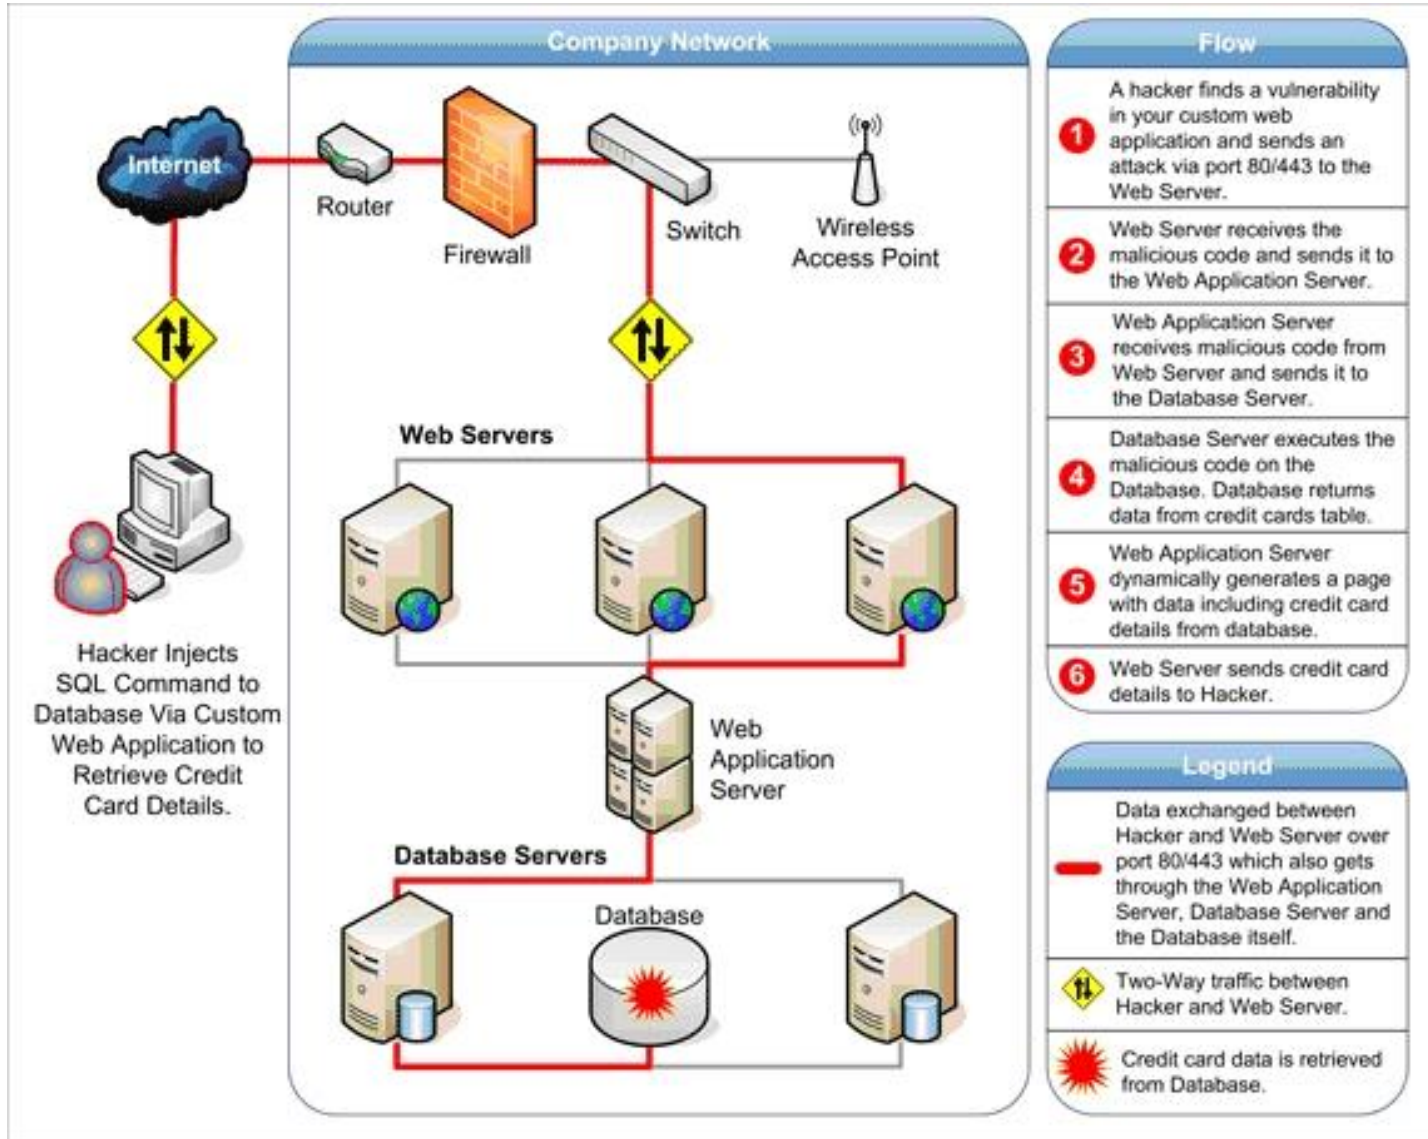 Company Network
Internet
Router
Firewall
Switch
Wireless
Access Point
Web Servers
Hacker Injects
SQL Command to
Database Via Custom
Web Application to
Retrieve Credit
Card Details.
Web
Application
Server
Database Servers
Database
Flow
1
A hacker finds a vulnerability
in your custom web
application and sends an
attack via port 80/443 to the
Web Server.
2
Web Server receives the
malicious code and sends it to
the Web Application Server.
3
Web Application Server
receives malicious code from
Web Server and sends it to
the Database Server.
4
Database Server executes the
malicious code on the
Database. Database returns
data from credit cards table.
5
Web Application Server
dynamically generates a page
with data including credit card
details from database.
6
Web Server sends credit card
details to Hacker.
Legend
Data exchanged between
Hacker and Web Server over
port 80/443 which also gets
through the Web Application
Server, Database Server and
the Database itself.
Two-Way traffic between
Hacker and Web Server.
Credit card data is retrieved
from Database.